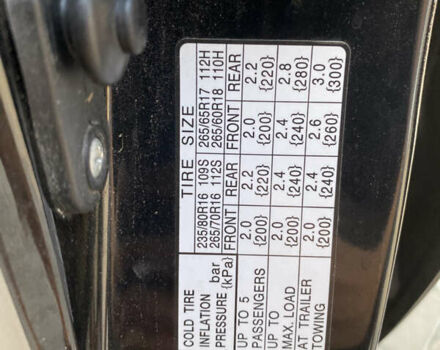 TIRE SIZE
COLD TIRE 235/80R16 109S 265/65R17 112H
INFLATION bar 265/70R16 112S 265/60R18 110H
PRESSURE {kPa} FRONT REAR FRONT REAR
UP TO 5 2.0 2.2 2.0 2.2
PASSENGERS {200} {220} {200} {220}
UP TO 2.0 2.4 2.4 2.8
MAX. LOAD {200} {240} {240} {280}
AT TRAILER 2.0 2.4 2.6 3.0
TOWING {200} {240} {260} {300}